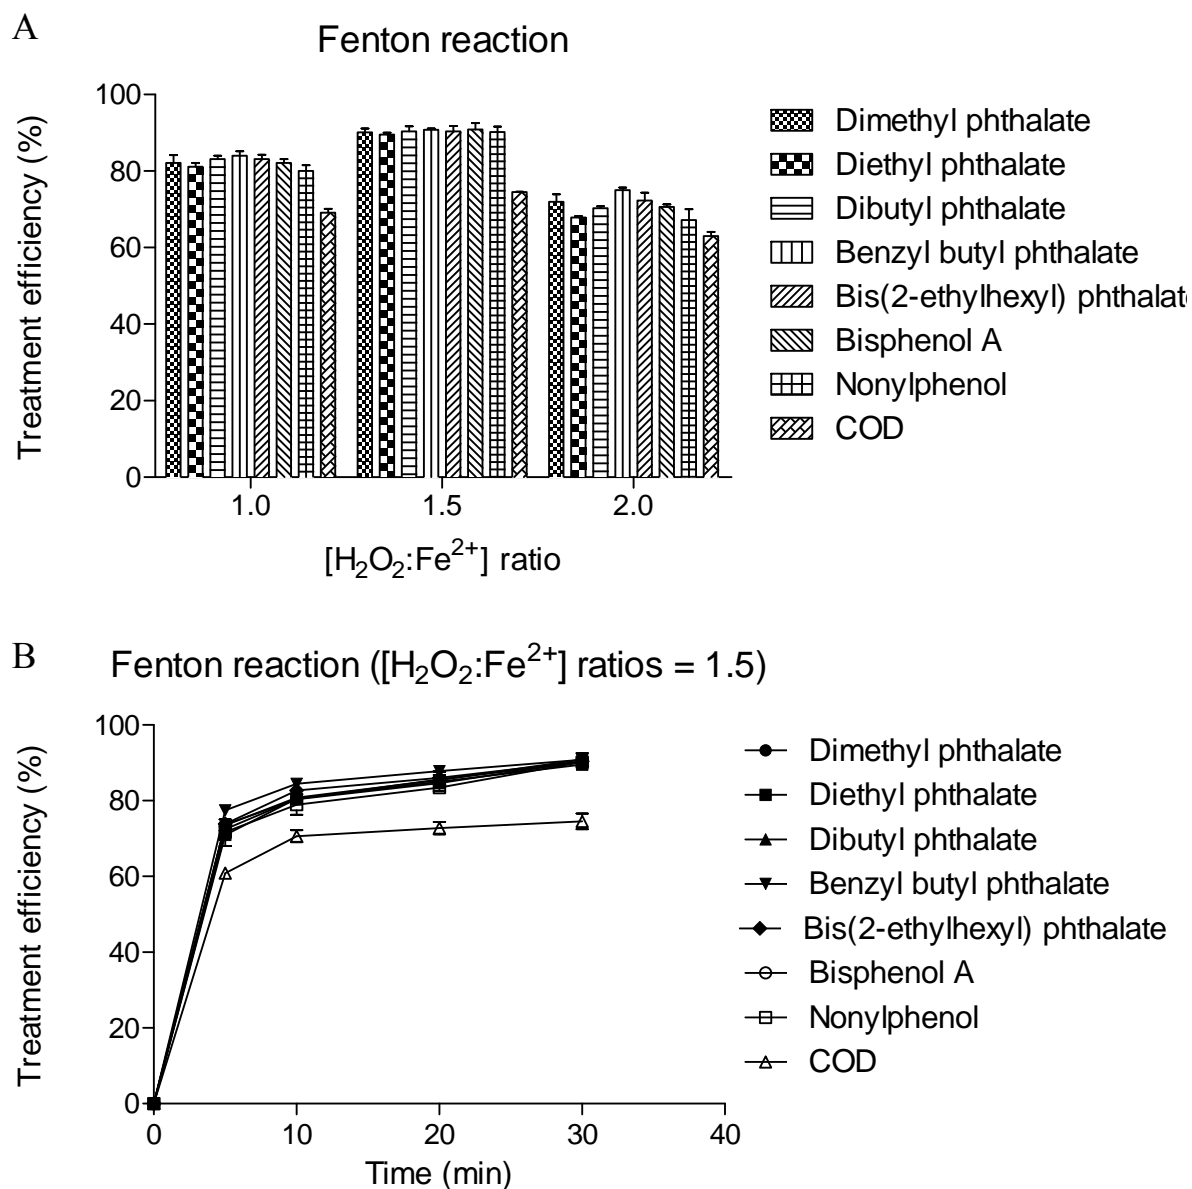 A
Fenton reaction
Treatment efficiency (%)
100
80
60
40
20
0
1.0 1.5 2.0
[H₂O₂:Fe²⁺] ratio
Dimethyl phthalate
Diethyl phthalate
Dibutyl phthalate
Benzyl butyl phthalate
Bis(2-ethylhexyl) phthalate
Bisphenol A
Nonylphenol
COD
B
Fenton reaction ([H₂O₂:Fe²⁺] ratios = 1.5)
Treatment efficiency (%)
100
80
60
40
20
0
0 10 20 30 40
Time (min)
Dimethyl phthalate
Diethyl phthalate
Dibutyl phthalate
Benzyl butyl phthalate
Bis(2-ethylhexyl) phthalate
Bisphenol A
Nonylphenol
COD